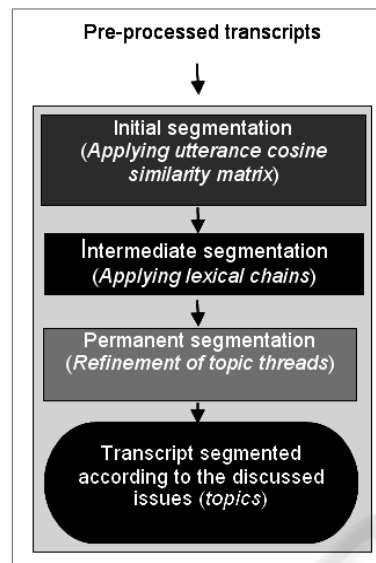 Pre-processed transcripts
Initial segmentation
(Applying utterance cosine
similarity matrix)
Intermediate segmentation
(Applying lexical chains)
Permanent segmentation
(Refinement of topic threads)
Transcript segmented
according to the discussed
issues (topics)